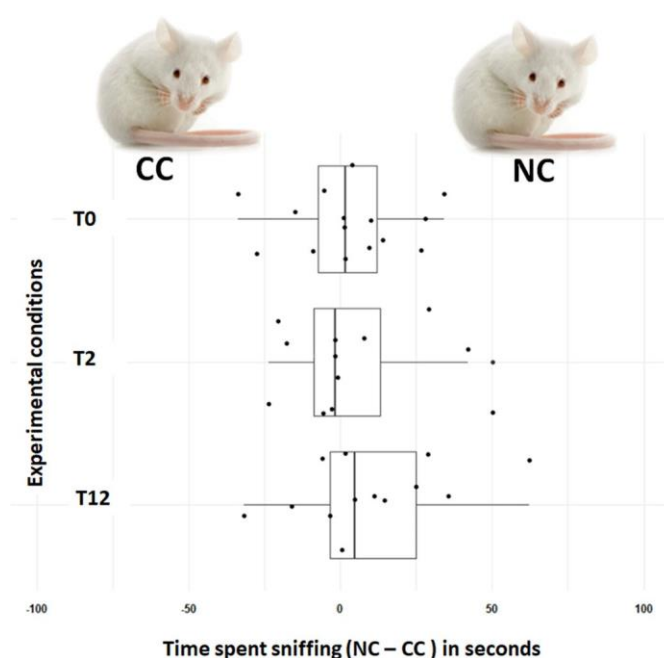 CC
NC
T0
T2
T12
Experimental conditions
-100
-50
0
50
100
Time spent sniffing (NC – CC ) in seconds